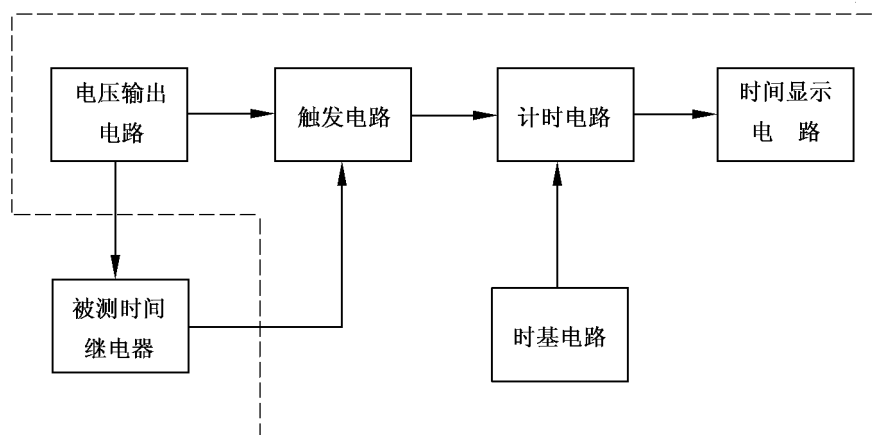 电压输出
电路
触发电路
计时电路
时间显示
电 路
被测时间
继电器
时基电路